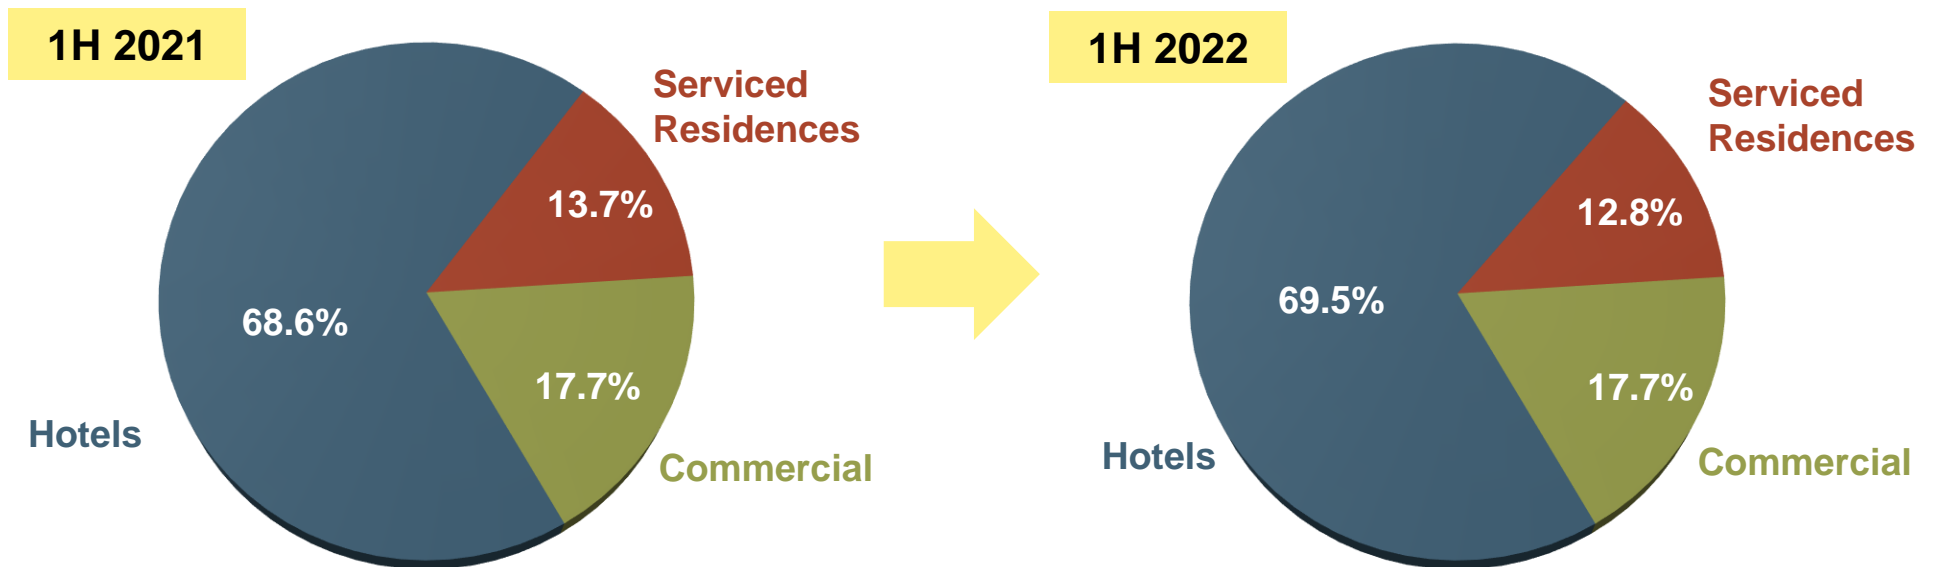 1H 2021
Serviced
Residences
13.7%
68.6%
17.7%
Hotels
Commercial
1H 2022
Serviced
Residences
12.8%
69.5%
17.7%
Hotels
Commercial